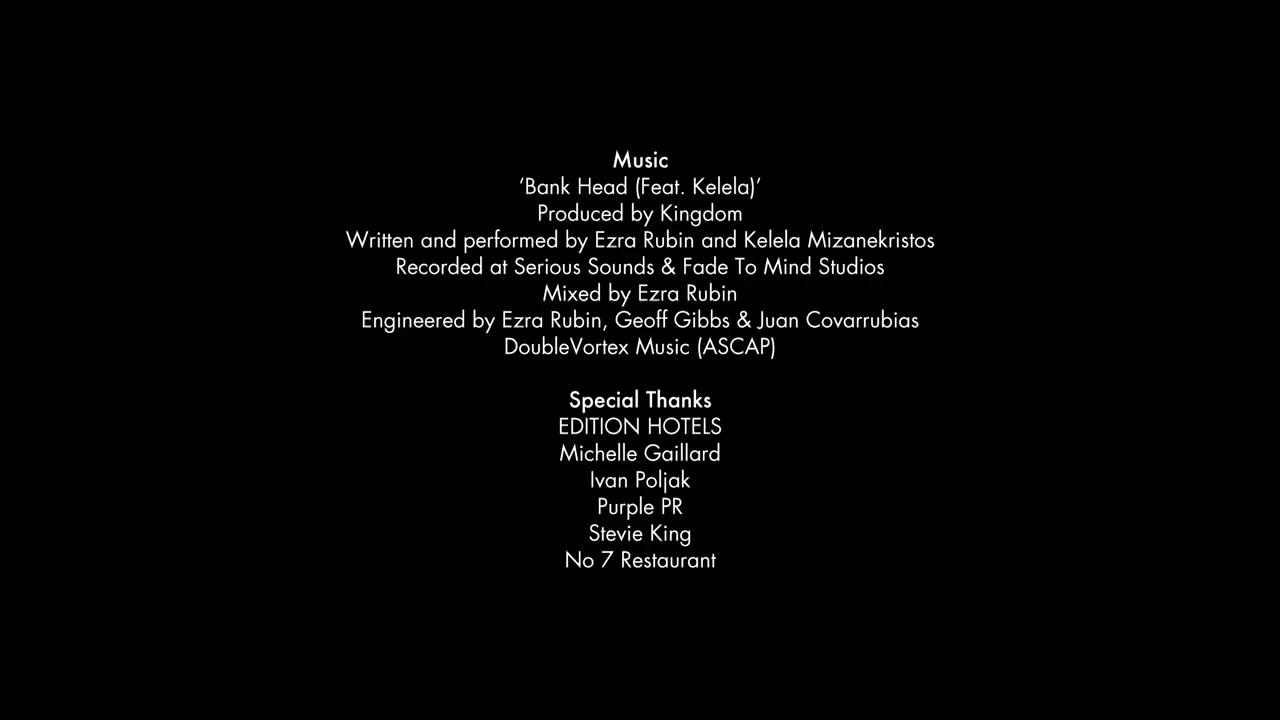 Music
‘Bank Head (Feat. Kelela)’
Produced by Kingdom
Written and performed by Ezra Rubin and Kelela Mizanekristos
Recorded at Serious Sounds & Fade To Mind Studios
Mixed by Ezra Rubin
Engineered by Ezra Rubin, Geoff Gibbs & Juan Covarrubias
DoubleVortex Music (ASCAP)
Special Thanks
EDITION HOTELS
Michelle Gaillard
Ivan Poljak
Purple PR
Stevie King
No 7 Restaurant